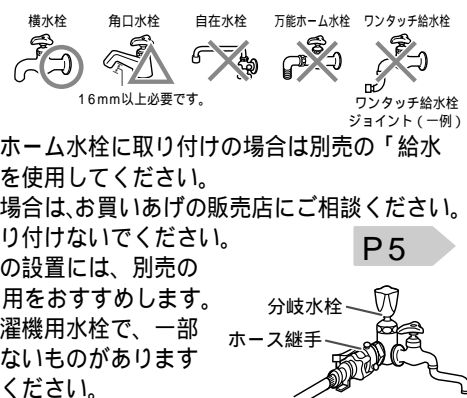 横水栓 角口水栓 自在水栓 万能ホーム水栓 ワンタッチ給水栓
16mm以上必要です。
ワンタッチ給水栓
ジョイント(一例)
ホーム水栓に取り付けの場合は別売の「給水
を使用してください。
場合は、お買いあげの販売店にご相談ください。
り付けないでください。
P5
の設置には、別売の
用をおすすめします。
分岐水栓
濯機用水栓で、一部
ホース継手
ないものがあります
ください。